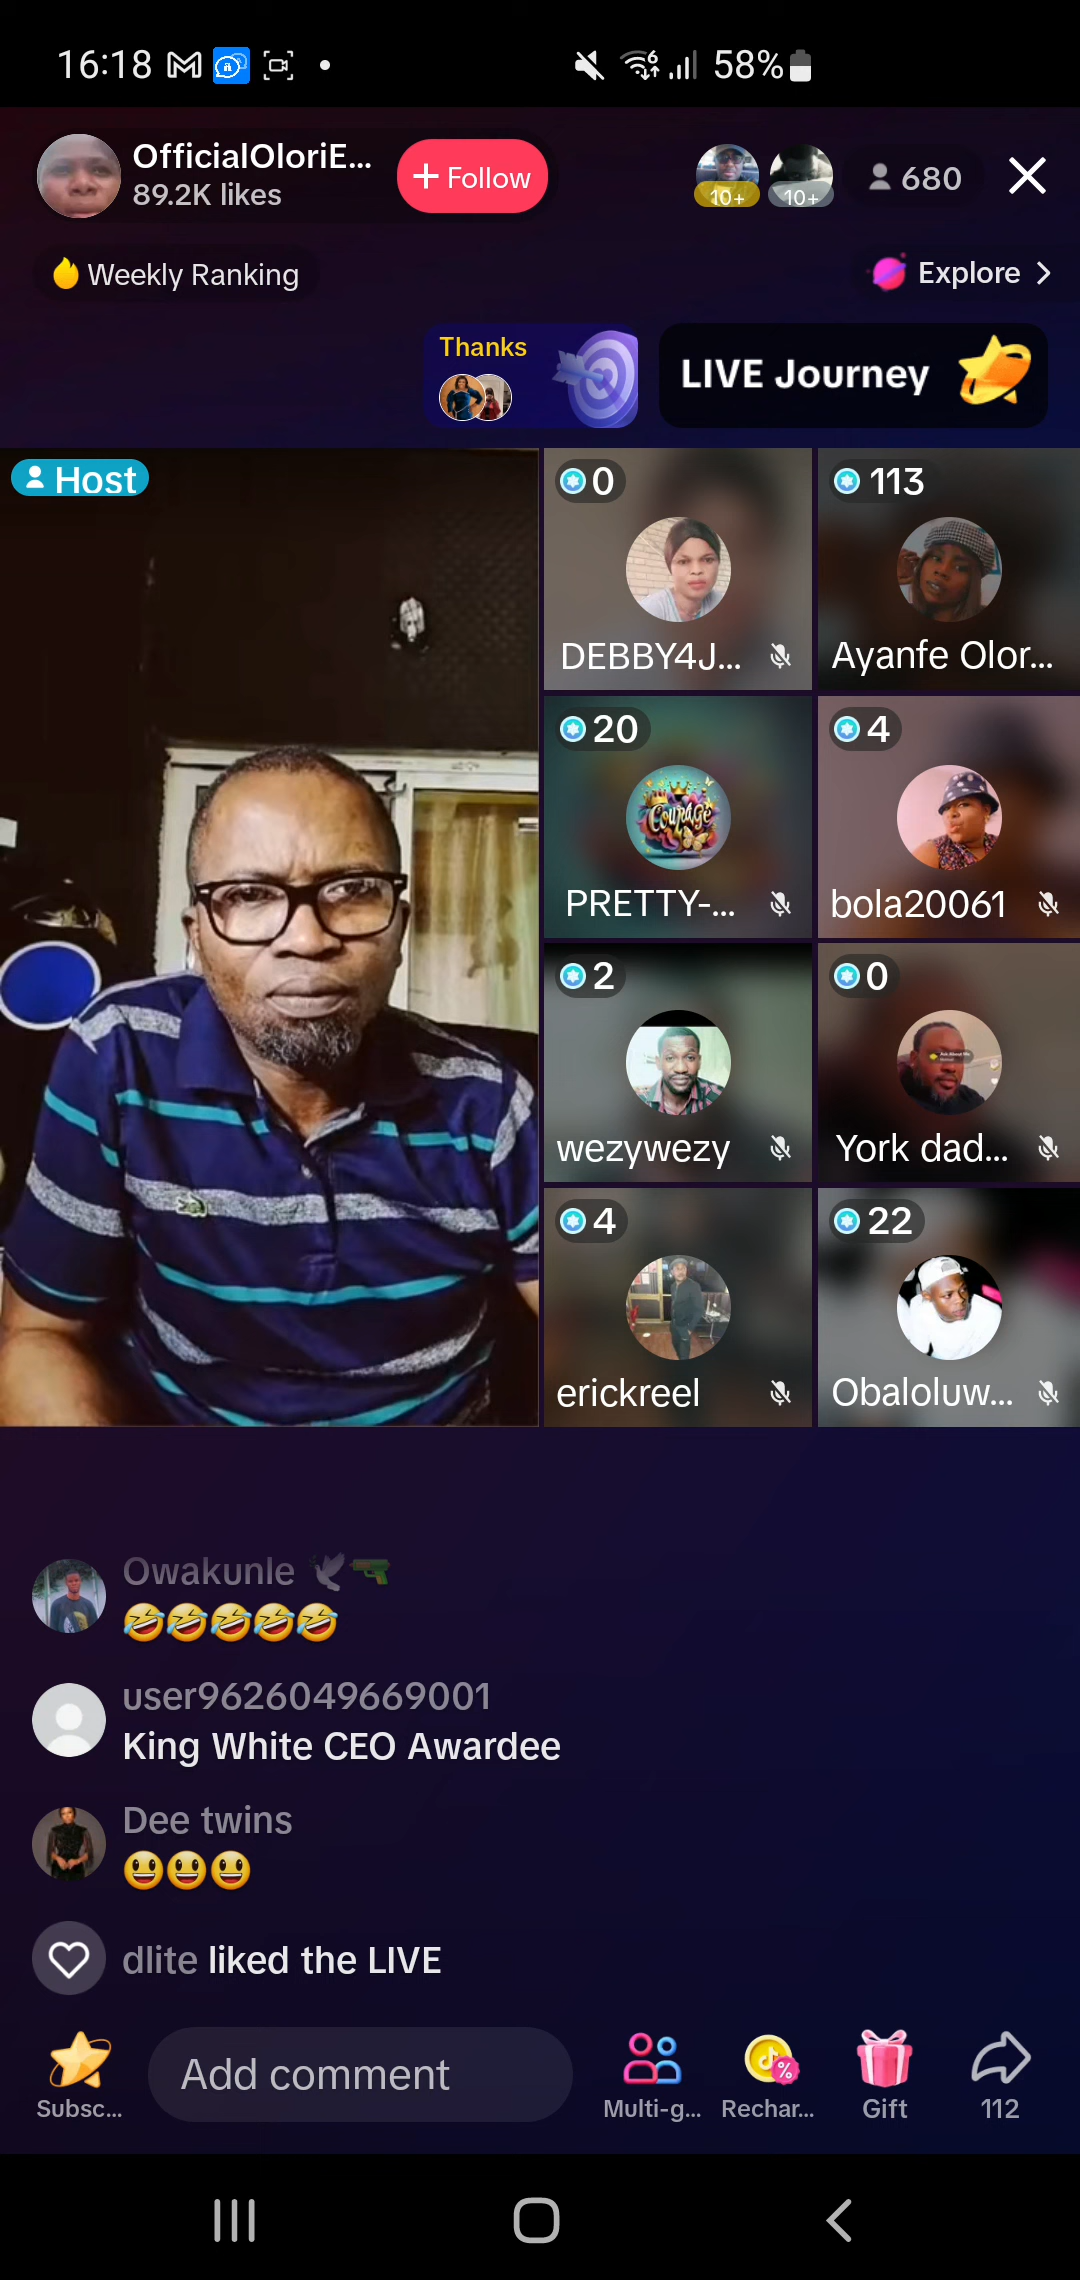 16:18
58%
OfficialOloriE...
89.2K likes
+ Follow
10+
10+
680
Weekly Ranking
Explore
Thanks
LIVE Journey
Host
0
DEBBY4J...
113
Ayanfe Olor...
20
Courage
PRETTY-...
4
bola20061
2
wezywezy
0
York dad...
4
erickreel
22
Obaloluw...
Owakunle 🕊🔫
🤣🤣🤣🤣🤣
user9626049669001
King White CEO Awardee
Dee twins
😃😃😃
dlite liked the LIVE
Subsc...
Add comment
Multi-g...
Rechar...
Gift
112